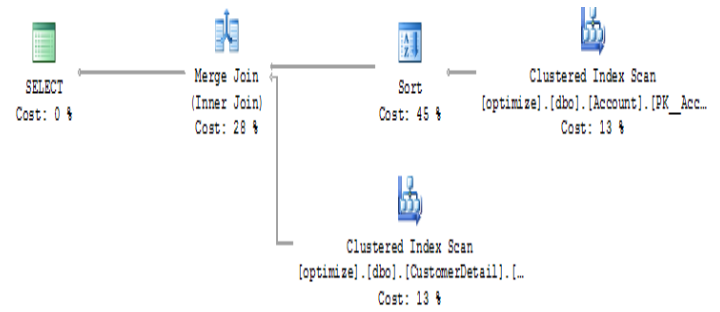 SELECT
Cost: 0 %
Merge Join
(Inner Join)
Cost: 28 %
A
Z
Sort
Cost: 45 %
Clustered Index Scan
[optimize].[dbo].[Account].[PK__Acc…
Cost: 13 %
Clustered Index Scan
[optimize].[dbo].[CustomerDetail].[…
Cost: 13 %